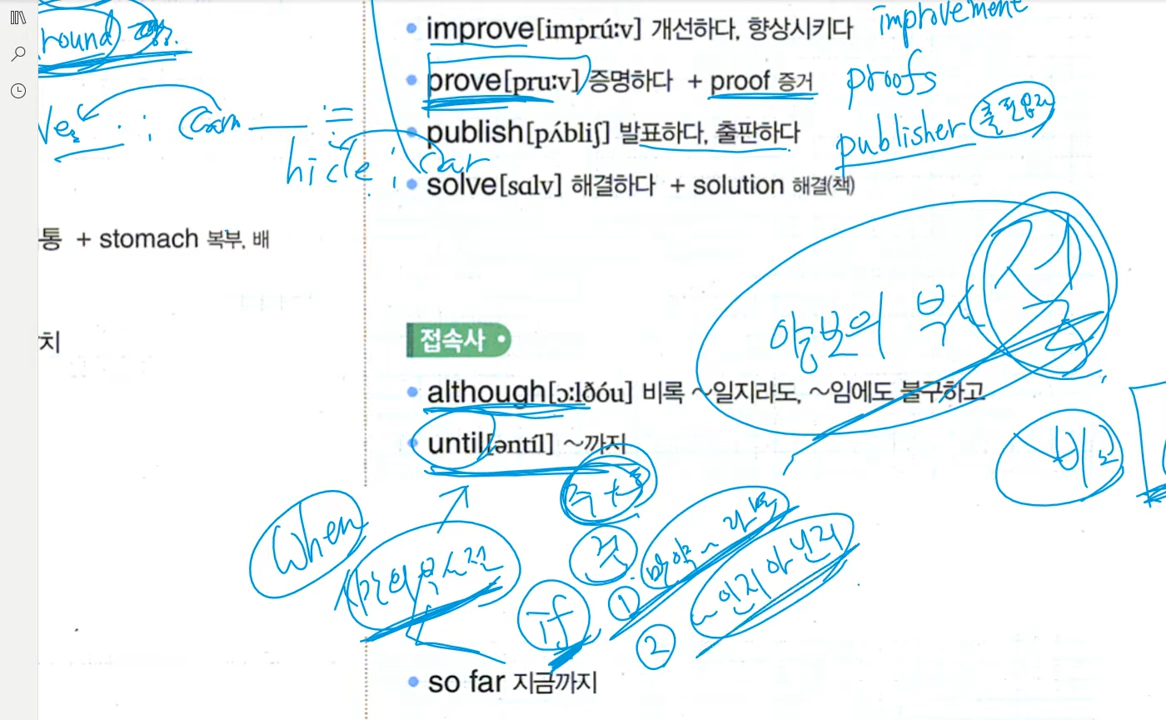 round
improve[imprúːv] 개선하다, 향상시키다 improvement
prove[pruːv] 증명하다 + proof 증거 proofs
publish[pʌ́bliʃ] 발표하다, 출판하다 publisher
hicle ; car
solve[sɑlv] 해결하다 + solution 해결(책)
통 + stomach 복부, 배
양보의 부사절
치
접속사
although[ɔːlðóu] 비록 ~일지라도, ~임에도 불구하고
until[əntíl] ~까지
비교
주+동
when
시간의 부사절
것
if
① 만약~라면
② ~인지 아닌지
so far 지금까지